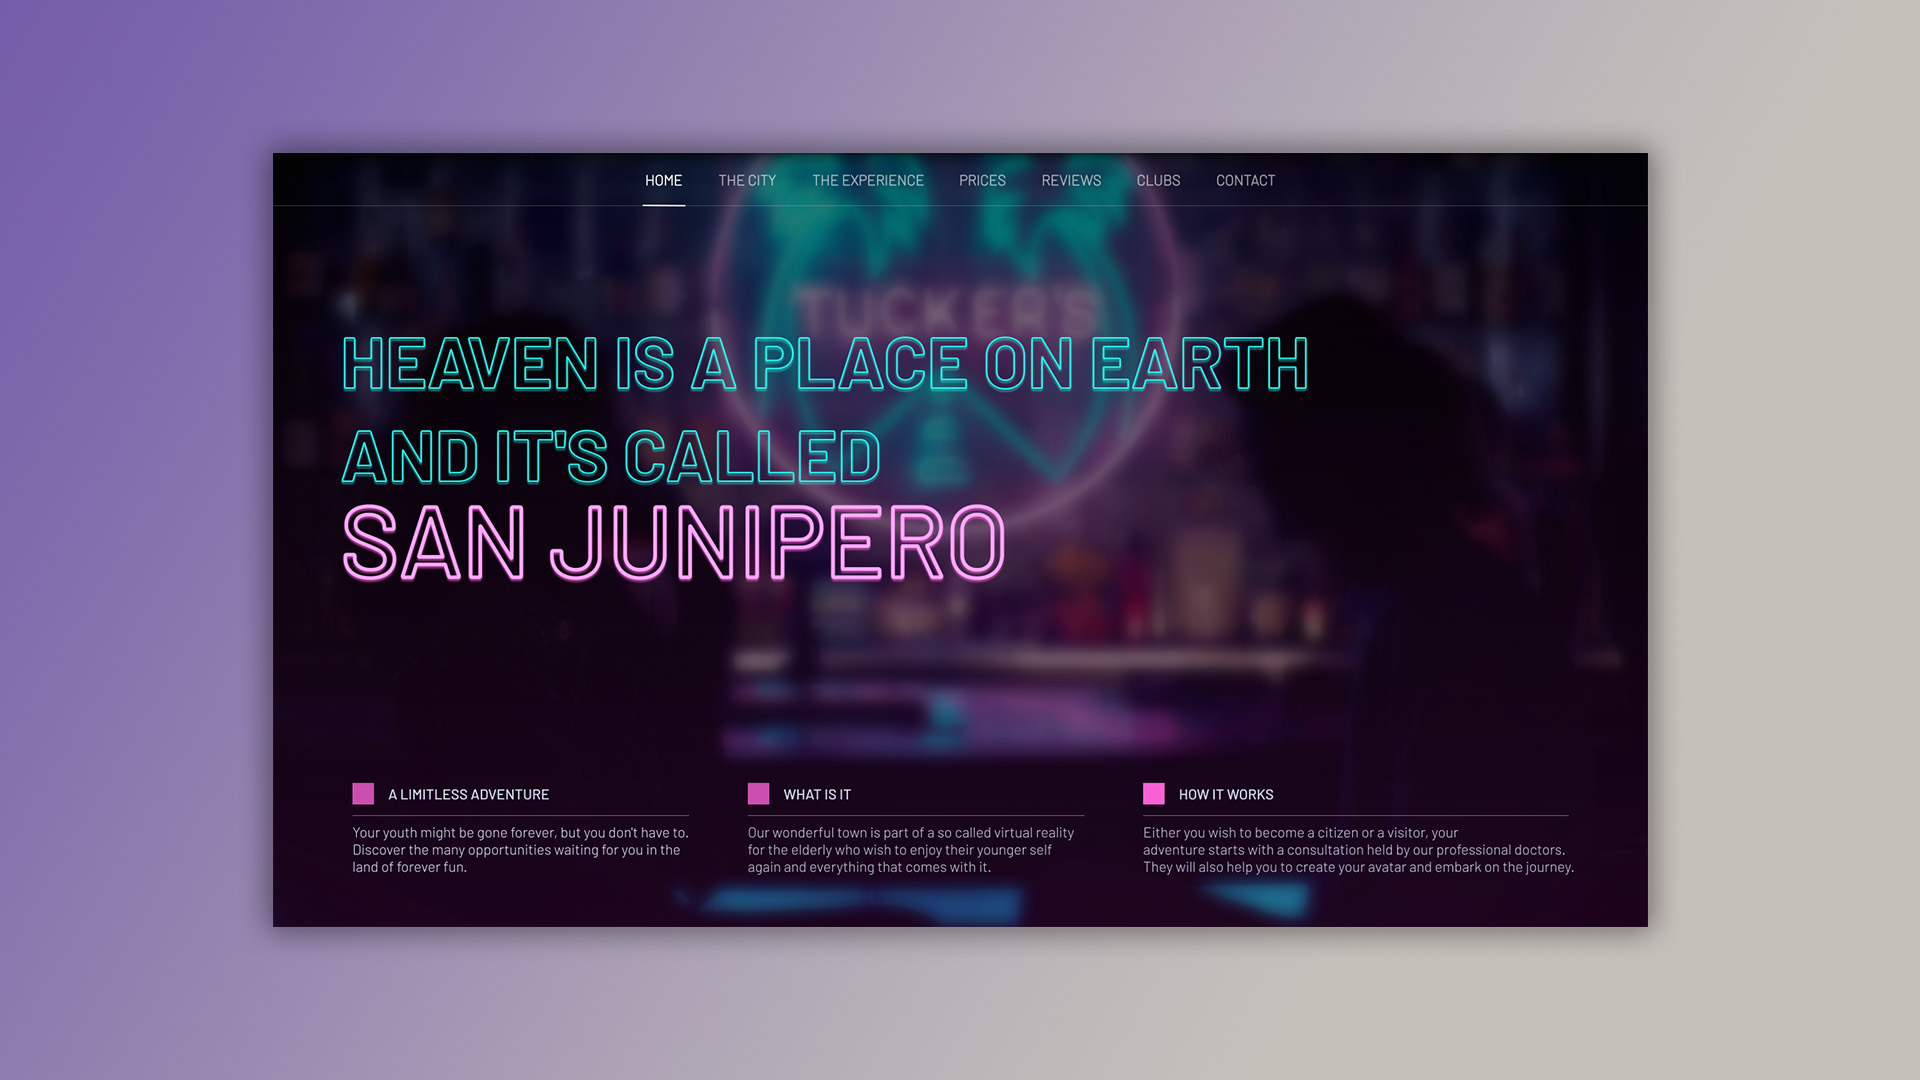 HOME THE CITY THE EXPERIENCE PRICES REVIEWS CLUBS CONTACT
TUCKER'S
HEAVEN IS A PLACE ON EARTH
AND IT'S CALLED
SAN JUNIPERO
A LIMITLESS ADVENTURE
Your youth might be gone forever, but you don't have to.
Discover the many opportunities waiting for you in the
land of forever fun.
WHAT IS IT
Our wonderful town is part of a so called virtual reality
for the elderly who wish to enjoy their younger self
again and everything that comes with it.
HOW IT WORKS
Either you wish to become a citizen or a visitor, your
adventure starts with a consultation held by our professional doctors.
They will also help you to create your avatar and embark on the journey.